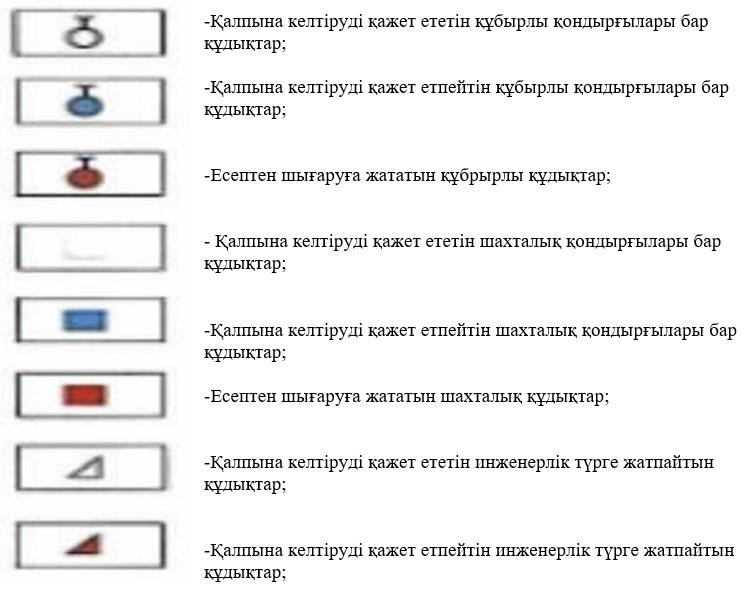 -Қалпына келтіруді қажет ететін құбырлы қондырғылары бар
құдықтар;
-Қалпына келтіруді қажет етпейтін құбырлы қондырғылары бар
құдықтар;
-Есептен шығаруға жататын құбрырлы құдықтар;
- Қалпына келтіруді қажет ететін шахталық қондырғылары бар
құдықтар;
-Қалпына келтіруді қажет етпейтін шахталық қондырғылары бар
құдықтар;
-Есептен шығаруға жататын шахталық құдықтар;
-Қалпына келтіруді қажет ететін инженерлік түрге жатпайтын
құдықтар;
-Қалпына келтіруді қажет етпейтін инженерлік түрге жатпайтын
құдықтар;